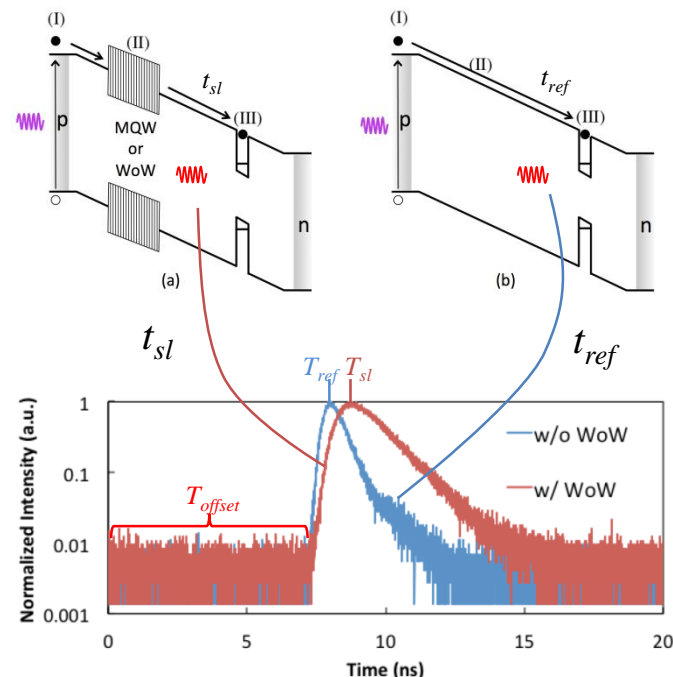 (I)
(II)
t_sl
(III)
p
MQW
or
WoW
n
(a)
(I)
(II)
t_ref
(III)
p
n
(b)
t_sl
t_ref
T_ref T_sl
Normalized Intensity (a.u.)
1
0.1
0.01
0.001
T_offset
w/o WoW
w/ WoW
0 5 10 15 20
Time (ns)